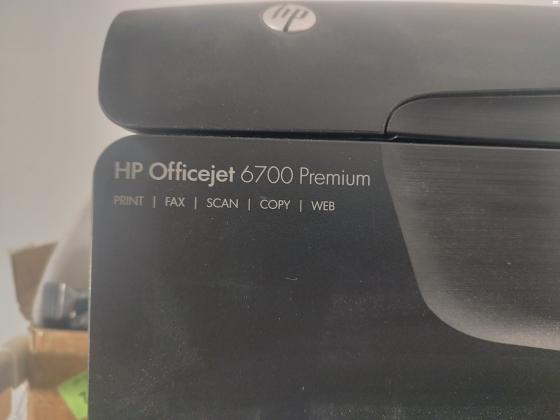 hp
HP Officejet 6700 Premium
PRINT | FAX | SCAN | COPY | WEB